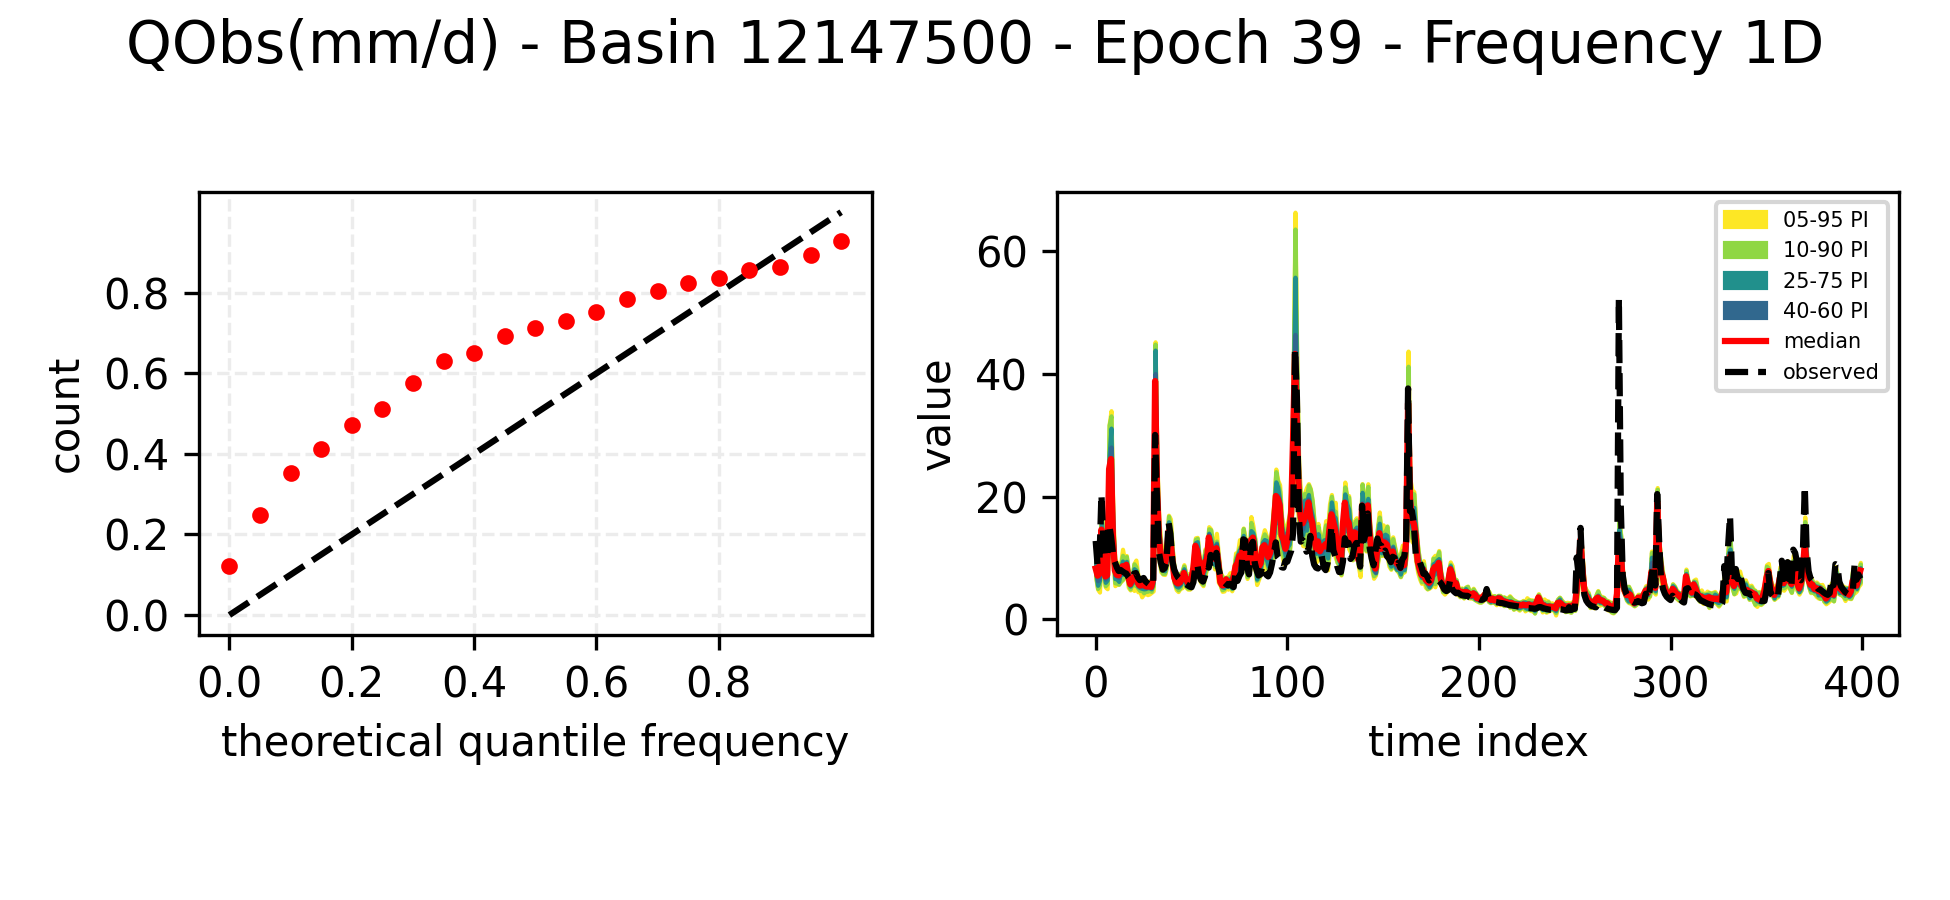 QObs(mm/d) - Basin 12147500 - Epoch 39 - Frequency 1D
count
0.8
0.6
0.4
0.2
0.0
0.0 0.2 0.4 0.6 0.8
theoretical quantile frequency
value
60
40
20
0
0 100 200 300 400
time index
05-95 PI
10-90 PI
25-75 PI
40-60 PI
median
observed